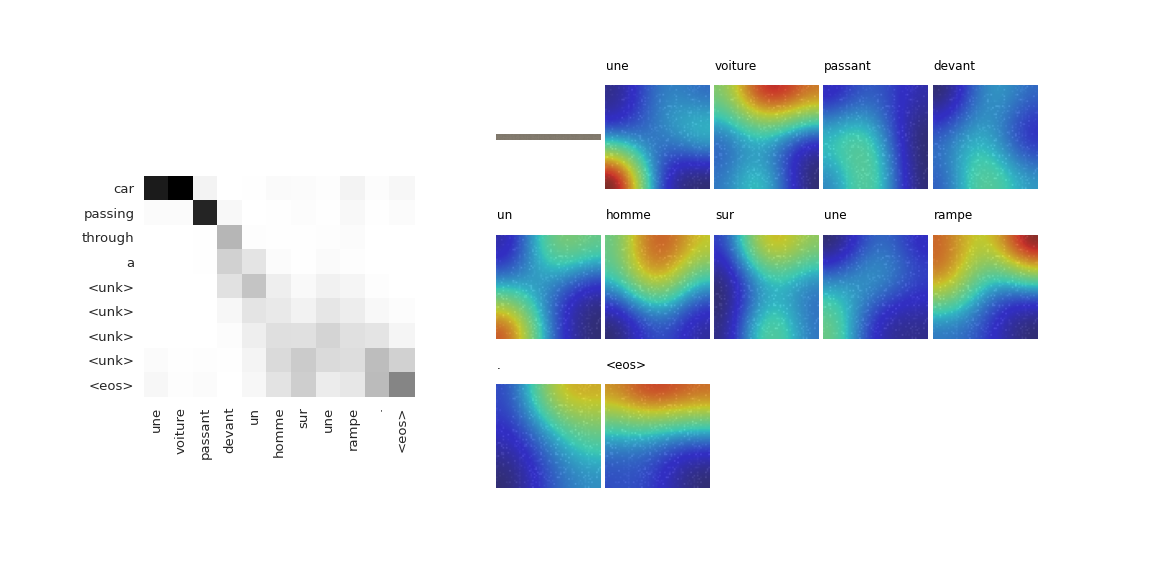 car
passing
through
a
<unk>
<unk>
<unk>
<unk>
<eos>
une voiture passant devant un homme sur une rampe . <eos>
une voiture passant devant
un homme sur une rampe
. <eos>